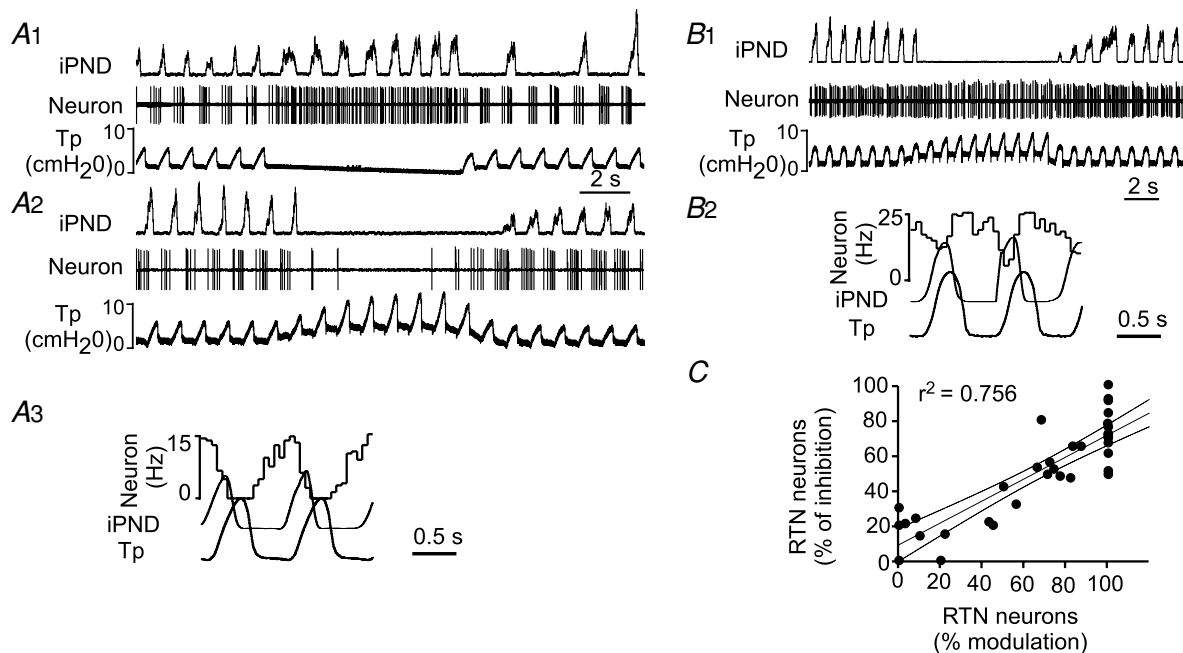 A1
iPND
Neuron
Tp
(cmH20)
10
0
2 s
A2
iPND
Neuron
Tp
(cmH20)
10
0
A3
Neuron
(Hz)
15
0
iPND
Tp
0.5 s
B1
iPND
Neuron
Tp
(cmH20)
10
0
2 s
B2
Neuron
(Hz)
25
0
iPND
Tp
0.5 s
C
r2 = 0.756
RTN neurons
(% of inhibition)
100
80
60
40
20
0
0 20 40 60 80 100
RTN neurons
(% modulation)